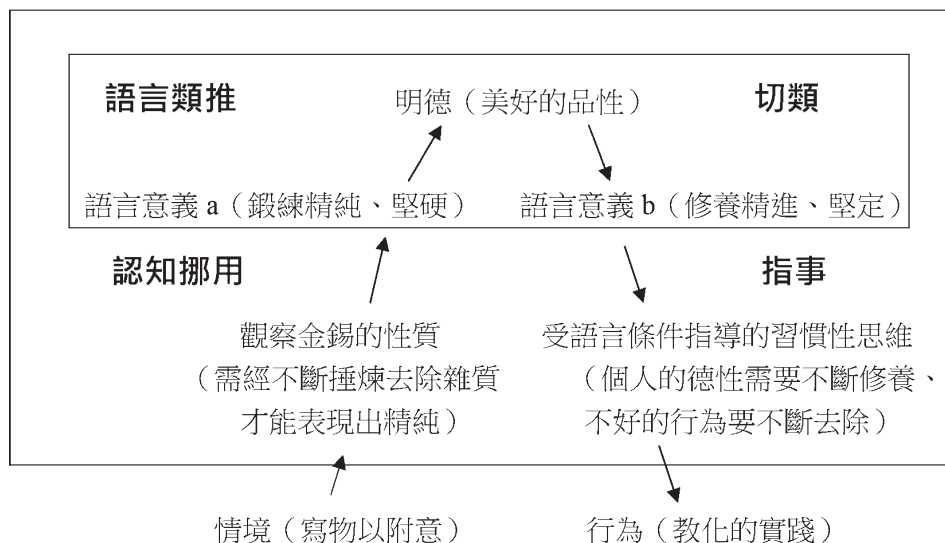 語言類推
明德（美好的品性）
切類
語言意義 a（鍛練精純、堅硬）
語言意義 b（修養精進、堅定）
認知挪用
指事
觀察金錫的性質
（需經不斷捶煉去除雜質
才能表現出精純）
受語言條件指導的習慣性思維
（個人的德性需要不斷修養、
不好的行為要不斷去除）
情境（寫物以附意）
行為（教化的實踐）